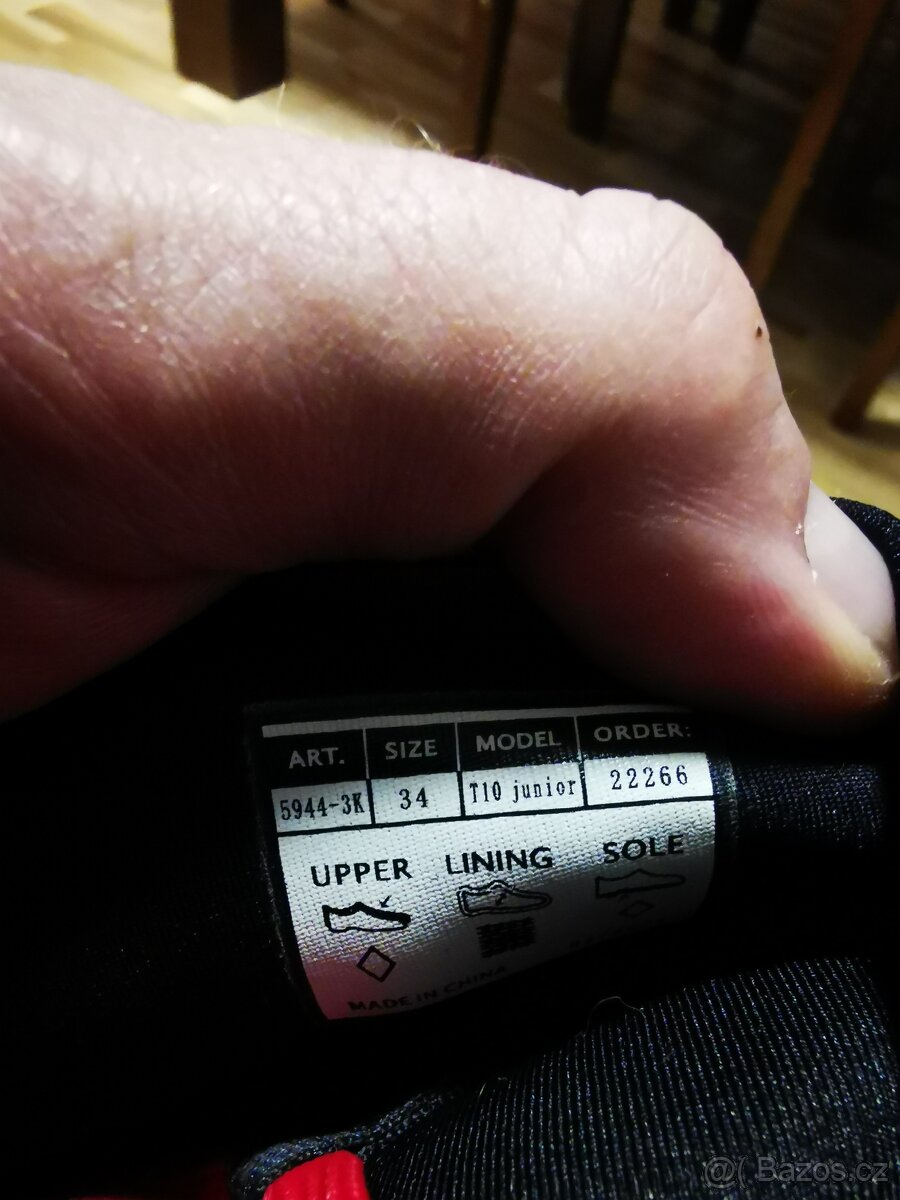 ART. SIZE MODEL ORDER:
5944-3K 34 T10 junior 22266
UPPER LINING SOLE
MADE IN CHINA
@( Bazos.cz